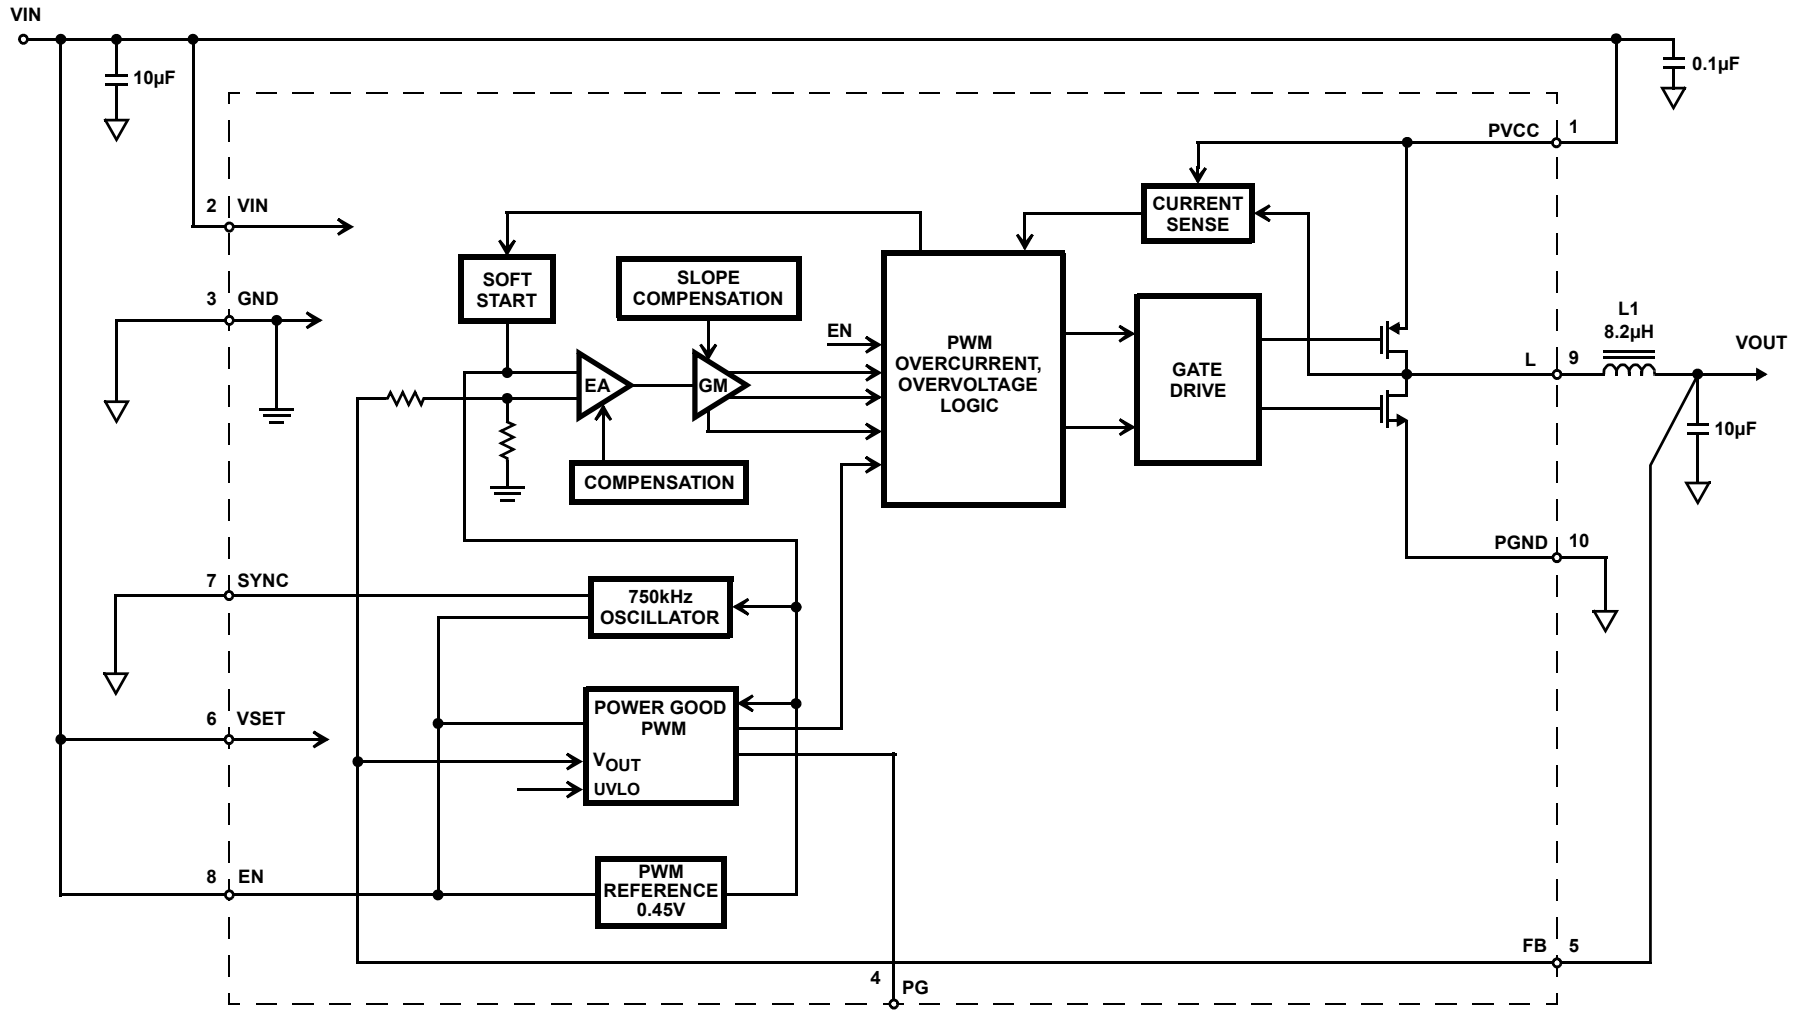 VIN
10µF
0.1µF
PVCC 1
2 VIN
CURRENT
SENSE
3 GND
SOFT
START
SLOPE
COMPENSATION
EN
PWM
OVERCURRENT,
OVERVOLTAGE
LOGIC
GATE
DRIVE
EA
GM
COMPENSATION
L 9
L1
8.2µH
VOUT
10µF
PGND 10
7 SYNC
750kHz
OSCILLATOR
6 VSET
POWER GOOD
PWM
VOUT
UVLO
8 EN
PWM
REFERENCE
0.45V
FB 5
4 PG